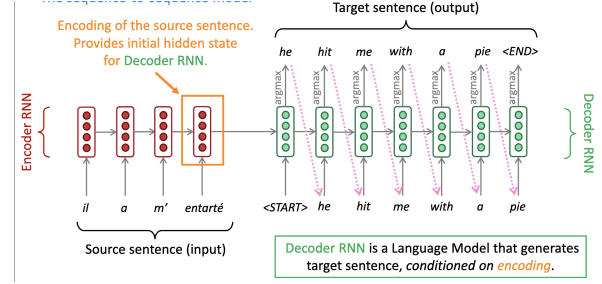 Target sentence (output)
Encoding of the source sentence.
Provides initial hidden state
for Decoder RNN.
he hit me with a pie <END>
argmax argmax argmax argmax argmax argmax argmax
Encoder RNN
Decoder RNN
il a m’ entarté
<START> he hit me with a pie
Source sentence (input)
Decoder RNN is a Language Model that generates
target sentence, conditioned on encoding.